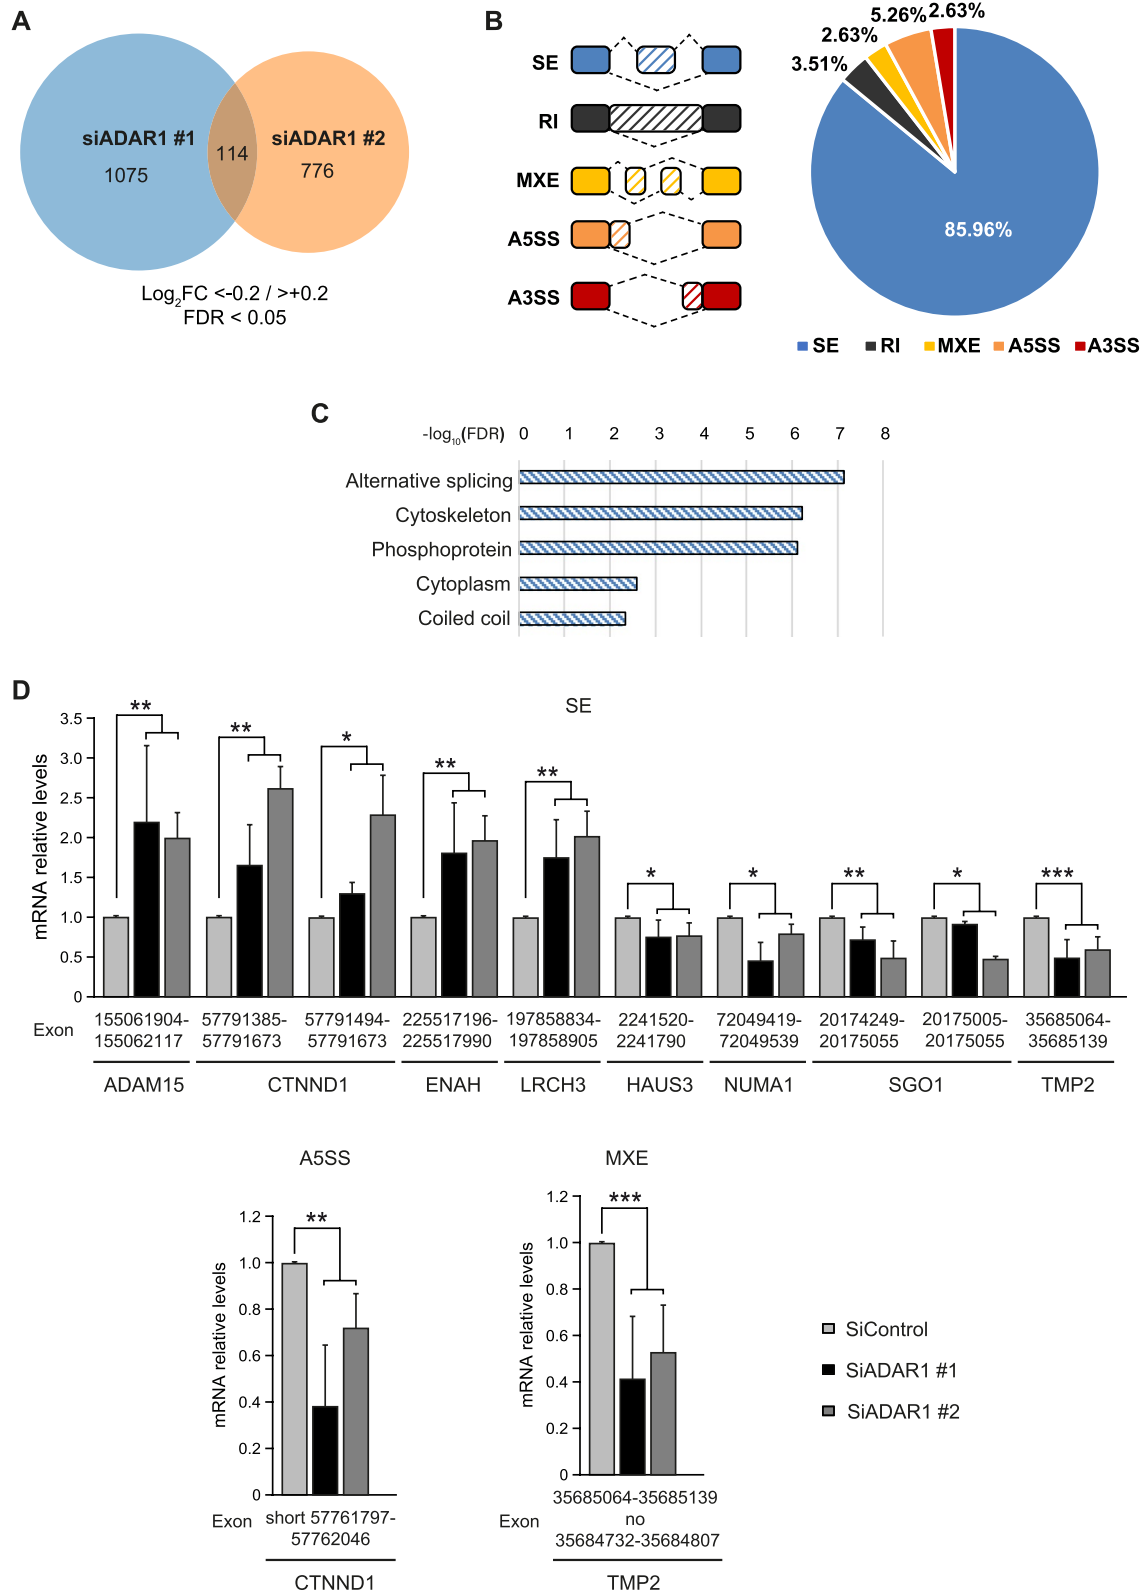 A
siADAR1 #1
1075
114
siADAR1 #2
776
Log2FC <-0.2 / >+0.2
FDR < 0.05
B
SE
RI
MXE
A5SS
A3SS
3.51%
2.63%
5.26%
2.63%
85.96%
SE RI MXE A5SS A3SS
C
-log10(FDR) 0 1 2 3 4 5 6 7 8
Alternative splicing
Cytoskeleton
Phosphoprotein
Cytoplasm
Coiled coil
D
SE
mRNA relative levels
3.5
3.0
2.5
2.0
1.5
1.0
0.5
0
** ** * ** ** * * ** * ***
Exon
155061904-
155062117
57791385-
57791673
57791494-
57791673
225517196-
225517990
197858834-
197858905
2241520-
2241790
72049419-
72049539
20174249-
20175055
20175005-
20175055
35685064-
35685139
ADAM15 CTNND1 ENAH LRCH3 HAUS3 NUMA1 SGO1 TMP2
A5SS
mRNA relative levels
1.2
1.0
0.8
0.6
0.4
0.2
0
**
Exon
short 57761797-
57762046
CTNND1
MXE
mRNA relative levels
1.2
1.0
0.8
0.6
0.4
0.2
0
***
Exon
35685064-35685139
no
35684732-35684807
TMP2
SiControl
SiADAR1 #1
SiADAR1 #2